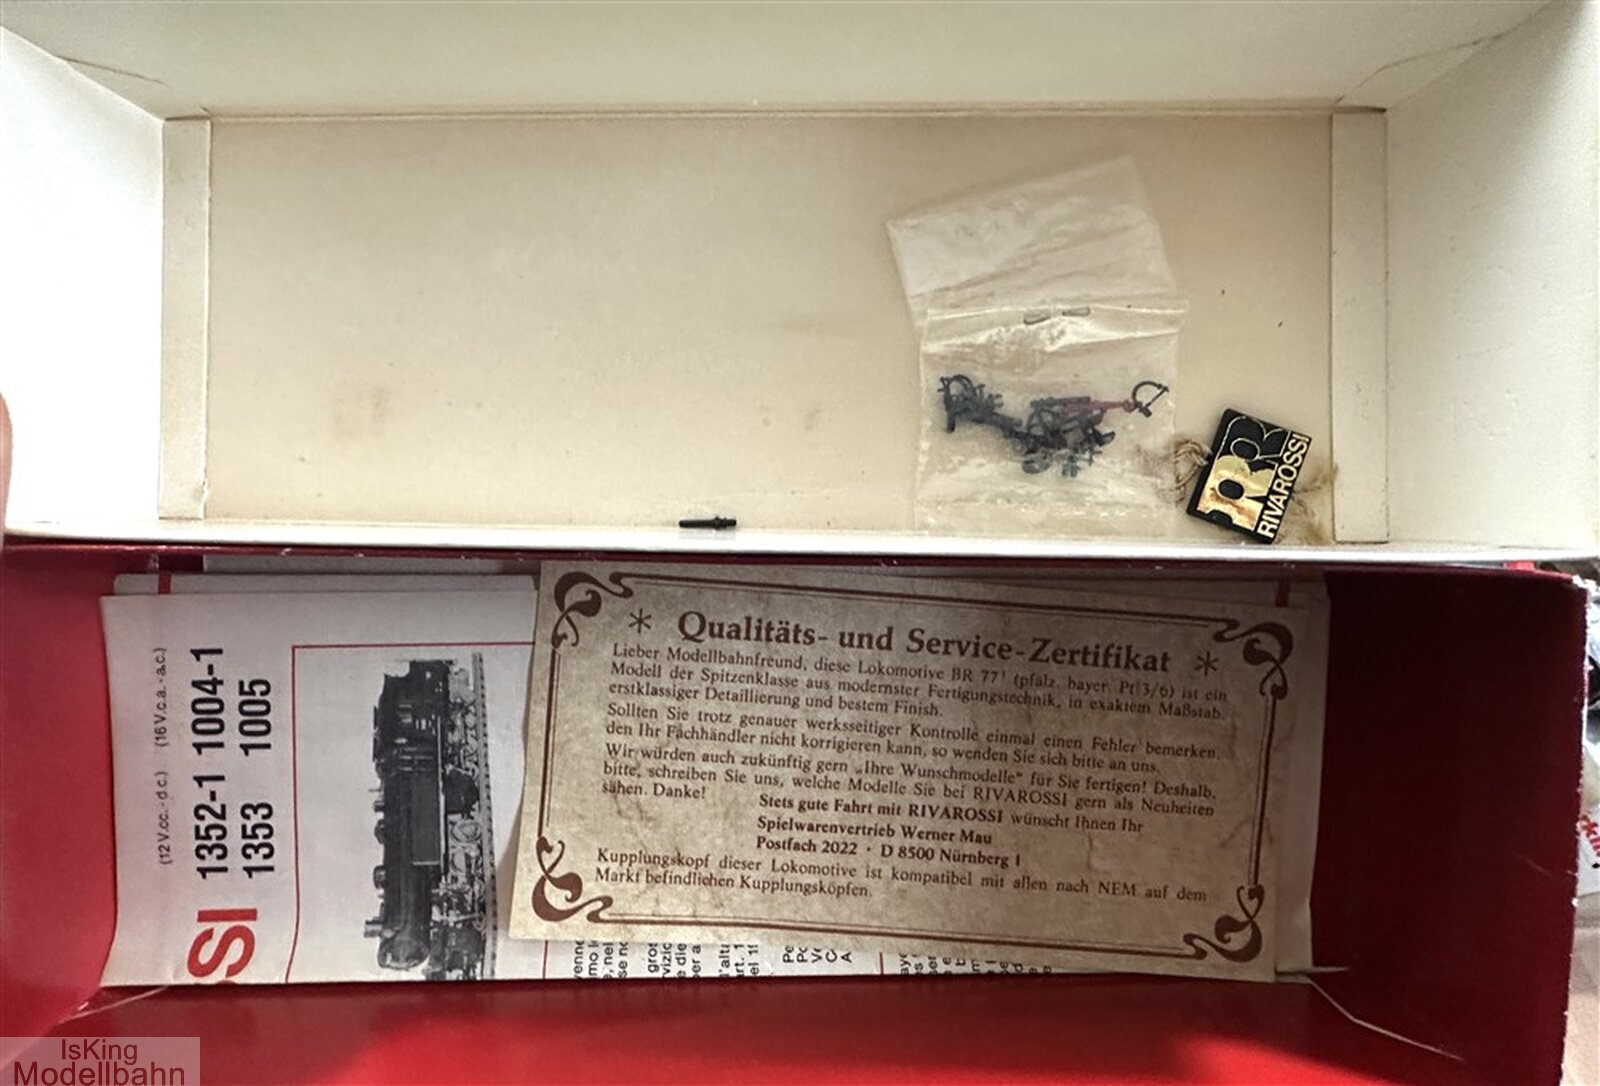 RR
RIVAROSSI
(12 V.cc. - d.c.) (16 V.c.a. - a.c.)
1352-1 1004-1
1353 1005
SI
* Qualitäts- und Service-Zertifikat *
Lieber Modellbahnfreund, diese Lokomotive BR 77¹ (pfälz. bayer. Pt 3/6) ist ein
Modell der Spitzenklasse aus modernster Fertigungstechnik, in exaktem Maßstab,
erstklassiger Detaillierung und bestem Finish.
Sollten Sie trotz genauer werksseitiger Kontrolle einmal einen Fehler bemerken,
den Ihr Fachhändler nicht korrigieren kann, so wenden Sie sich bitte an uns.
Wir würden auch zukünftig gern „Ihre Wunschmodelle" für Sie fertigen! Deshalb,
bitte, schreiben Sie uns, welche Modelle Sie bei RIVAROSSI gern als Neuheiten
sähen. Danke!
Stets gute Fahrt mit RIVAROSSI wünscht Ihnen Ihr
Spielwarenvertrieb Werner Mau
Postfach 2022 · D 8500 Nürnberg 1
Kupplungskopf dieser Lokomotive ist kompatibel mit allen nach NEM auf dem
Markt befindlichen Kupplungsköpfen.
IsKing
Modellbahn